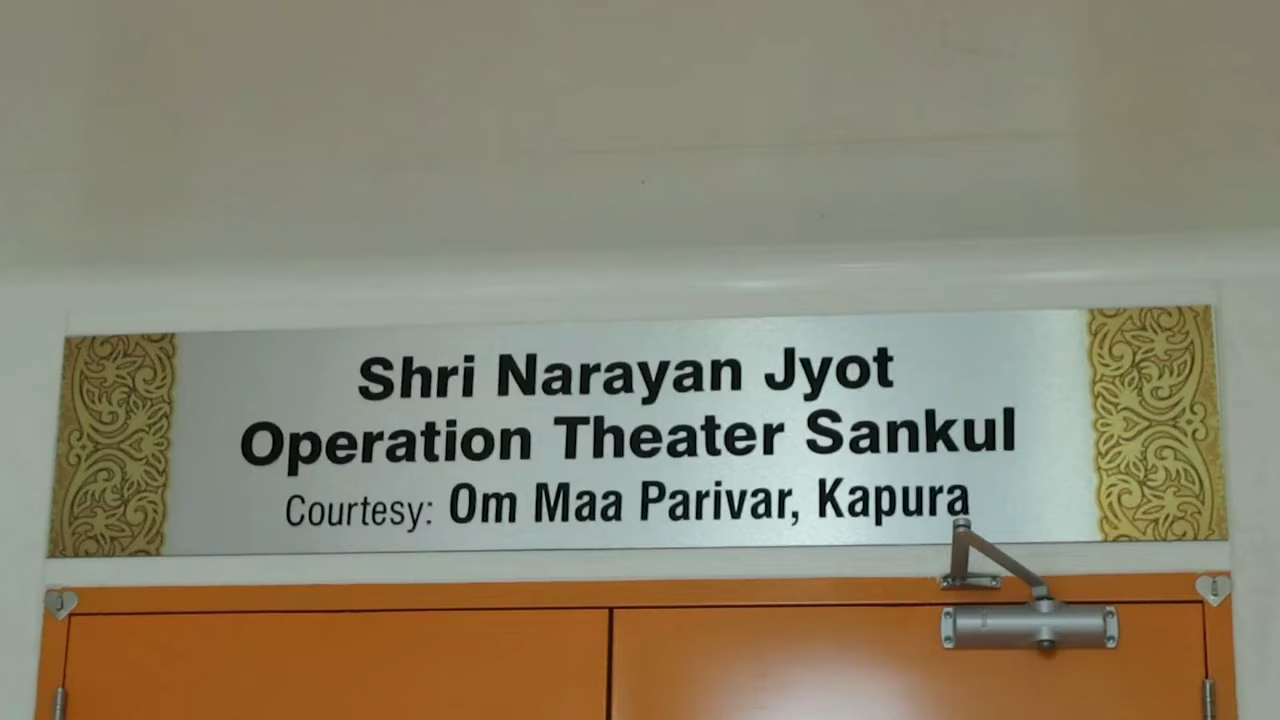 Shri Narayan Jyot
Operation Theater Sankul
Courtesy: Om Maa Parivar, Kapura